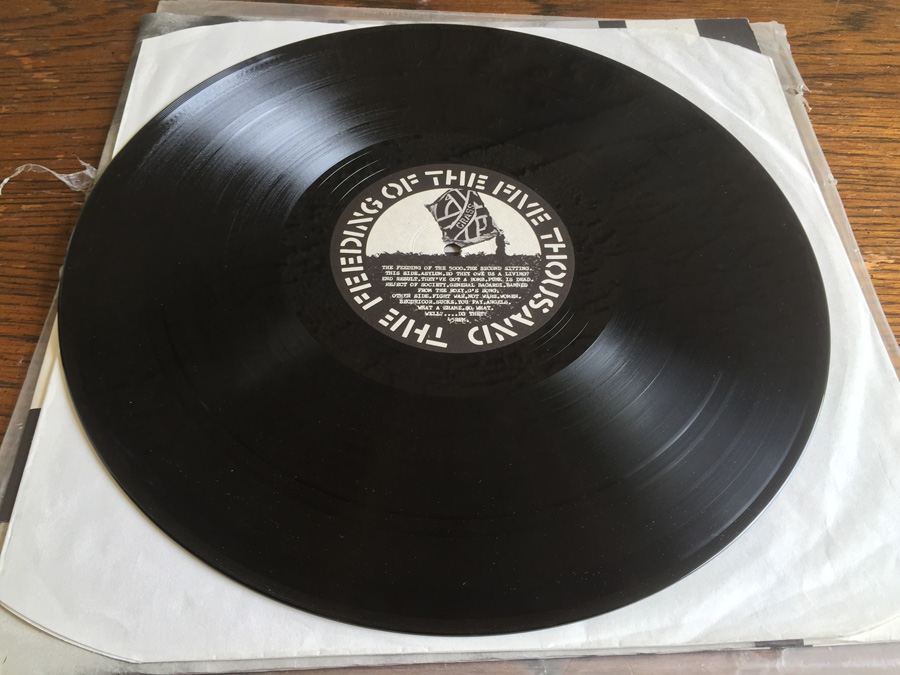 THE FEEDING OF THE FIVE THOUSAND
CRASS
THE FEEDING OF THE 5000.THE SECOND SITTING.
THIS SIDE.ASYLUM.DO THEY OWE US A LIVING?
END RESULT.THEY'VE GOT A BOMB.PUNK IS DEAD.
REJECT OF SOCIETY.GENERAL BACARDI.BANNED
FROM THE ROXY.G'S SONG.
OTHER SIDE.FIGHT WAR,NOT WARS.WOMEN.
SECURICOR.SUCKS.YOU PAY.ANGELS.
WHAT A SHAME.SO WHAT.
WELL?....DO THEY?
45RPM.